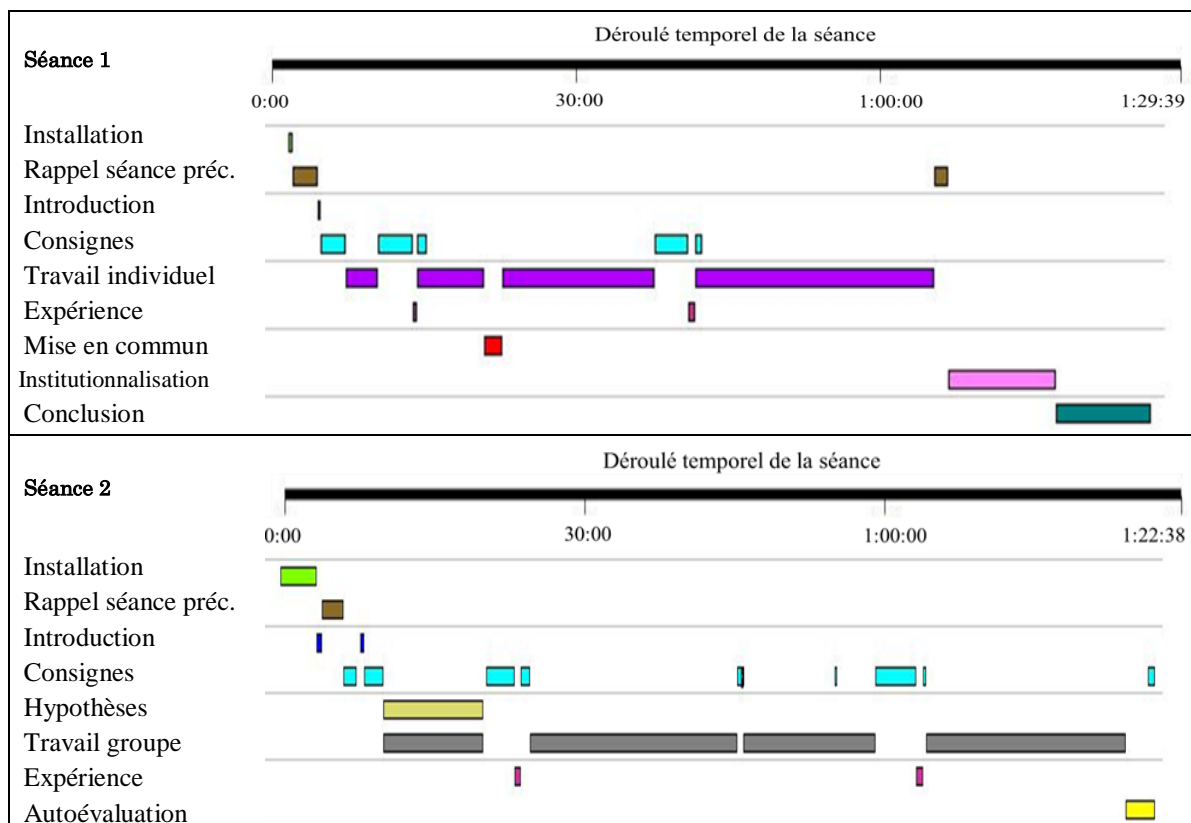 Déroulé temporel de la séance
Séance 1
0:00 30:00 1:00:00 1:29:39
Installation
Rappel séance préc.
Introduction
Consignes
Travail individuel
Expérience
Mise en commun
Institutionnalisation
Conclusion
Déroulé temporel de la séance
Séance 2
0:00 30:00 1:00:00 1:22:38
Installation
Rappel séance préc.
Introduction
Consignes
Hypothèses
Travail groupe
Expérience
Autoévaluation